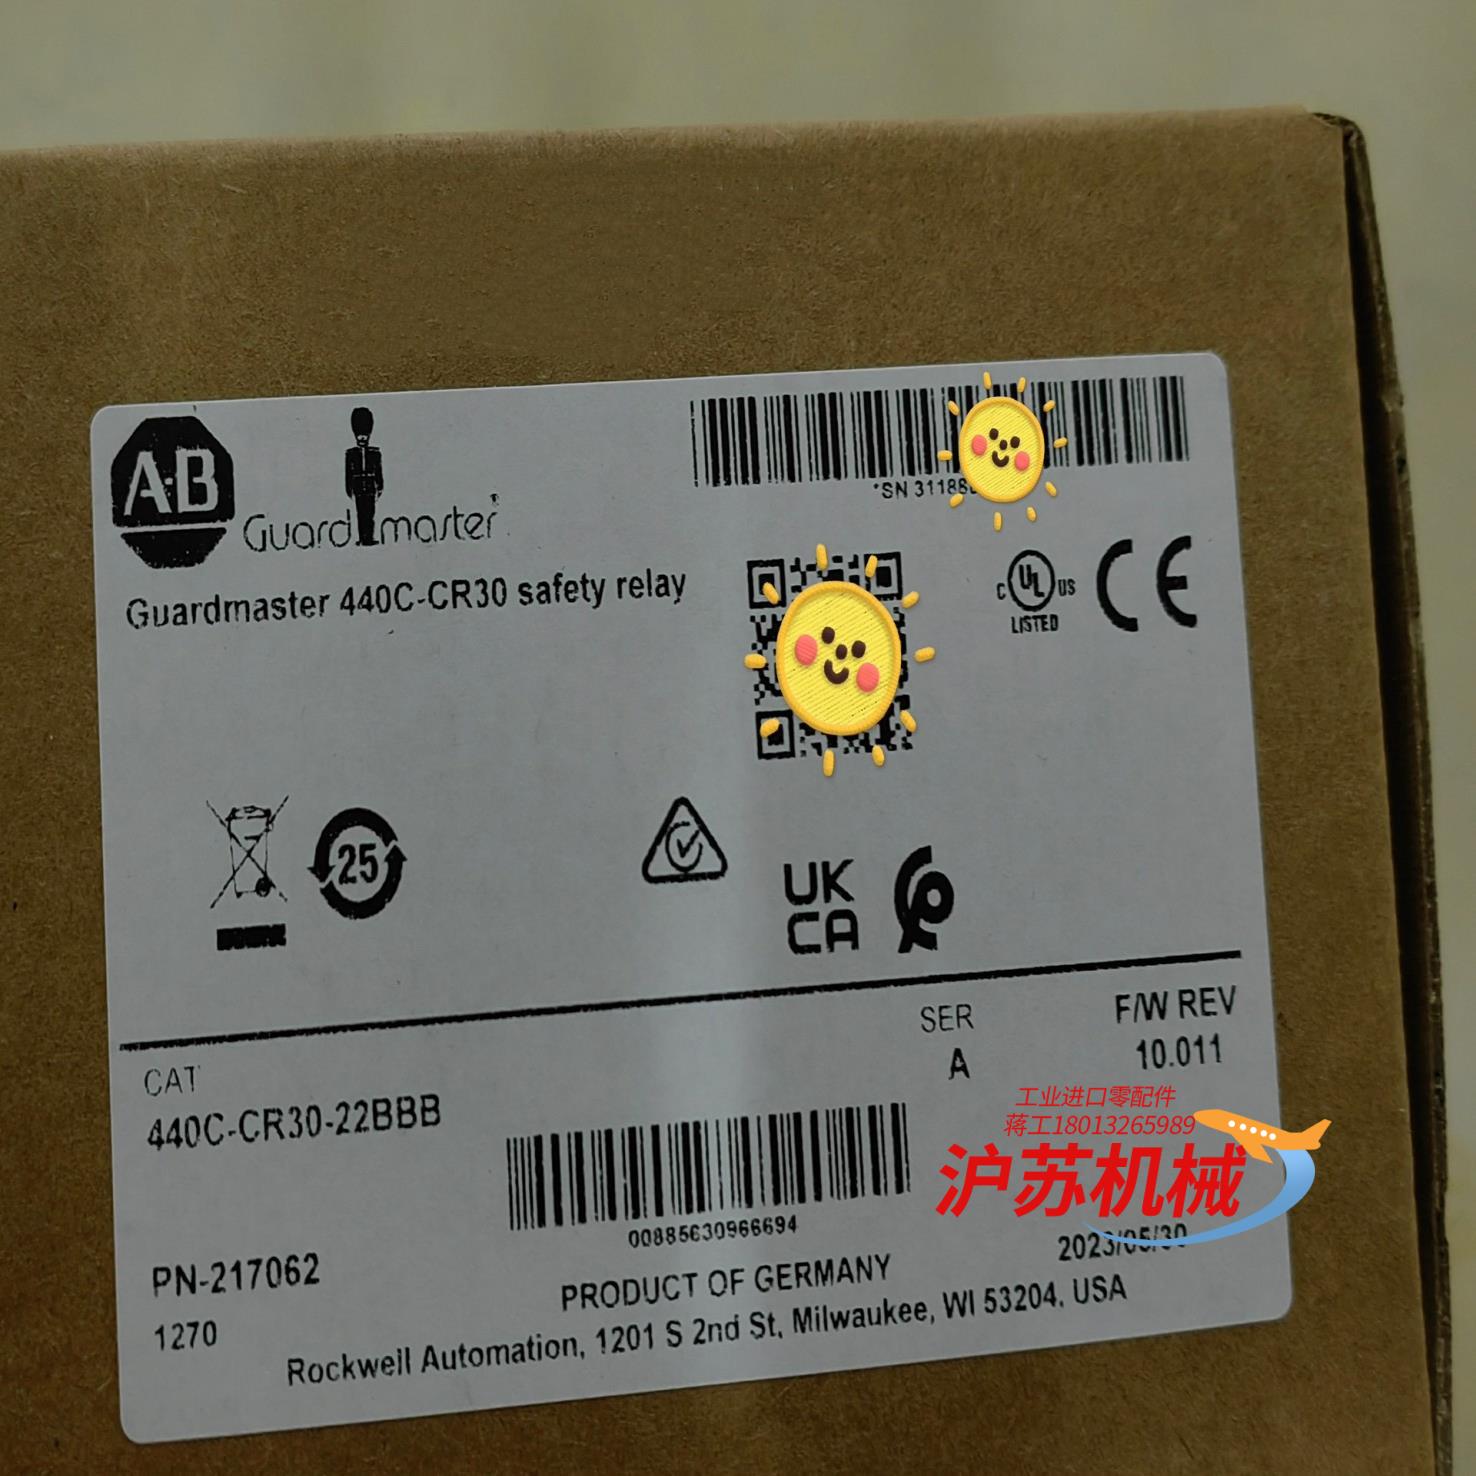 A·B
Guardmaster
*SN 3118
Guardmaster 440C-CR30 safety relay
C UL US
LISTED
CE
25
UK
CA
SER
A
F/W REV
10.011
CAT
440C-CR30-22BBB
工业进口零配件
蒋工18013265989
沪苏机械
00885630966694
2023/05/30
PN-217062
PRODUCT OF GERMANY
1270
Rockwell Automation, 1201 S 2nd St, Milwaukee, WI 53204. USA